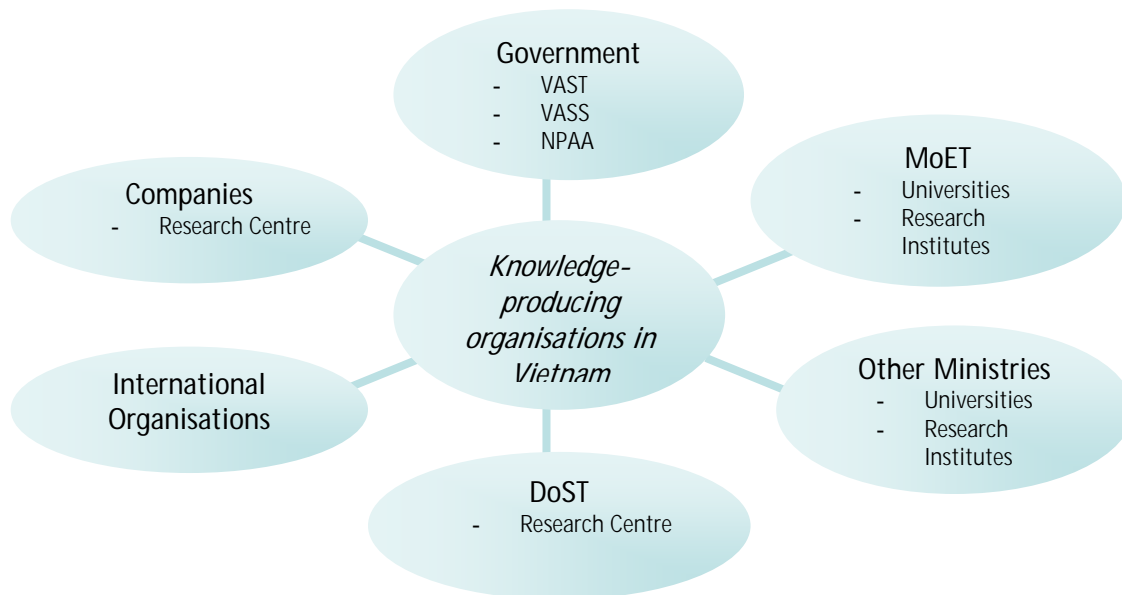 Government
- VAST
- VASS
- NPAA
MoET
- Universities
- Research
Institutes
Companies
- Research Centre
Knowledge-
producing
organisations in
Vietnam
Other Ministries
- Universities
- Research
Institutes
International
Organisations
DoST
- Research Centre